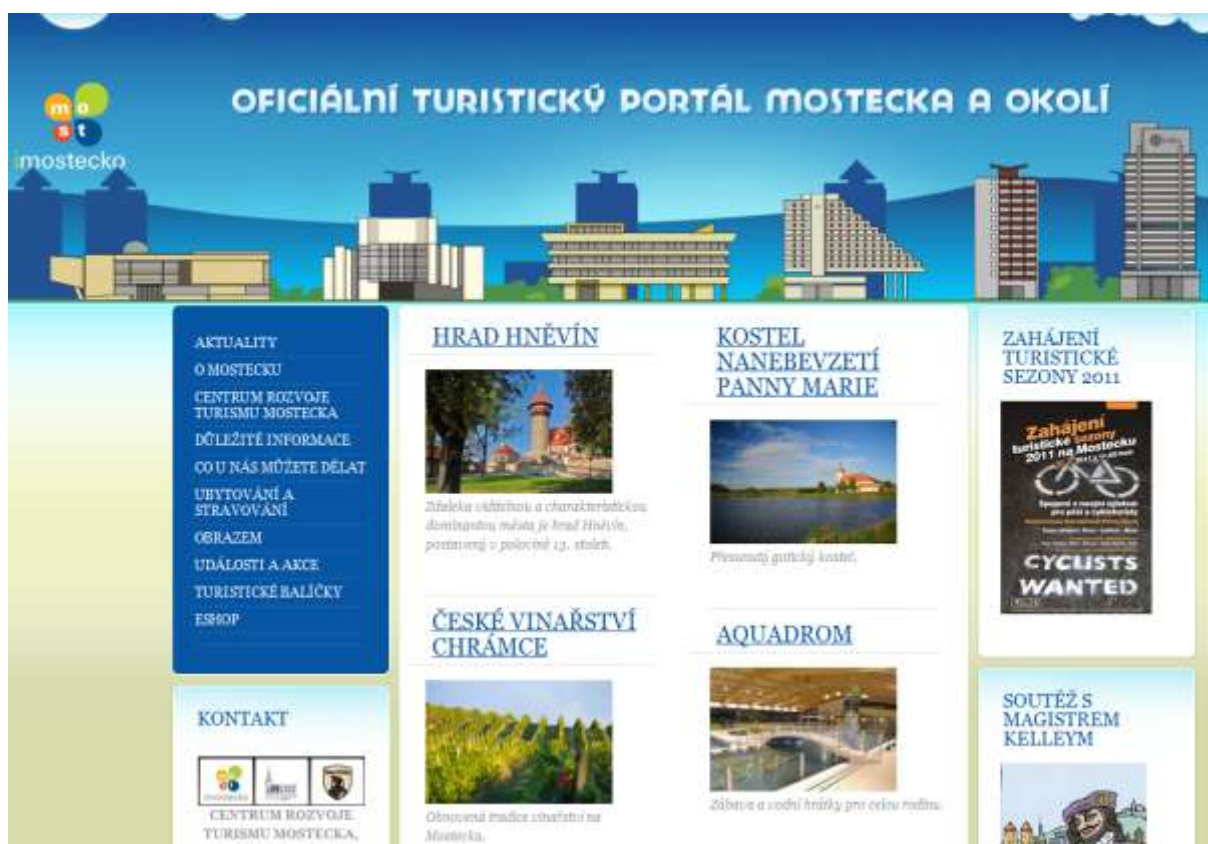 OFICIÁLNÍ TURISTICKÝ PORTÁL MOSTECKA A OKOLÍ
mo
st
imostecko
AKTUALITY
O MOSTECKU
CENTRUM ROZVOJE
TURISMU MOSTECKA
DŮLEŽITÉ INFORMACE
CO U NÁS MŮŽETE DĚLAT
UBYTOVÁNÍ A
STRAVOVÁNÍ
OBRAZEM
UDÁLOSTI A AKCE
TURISTICKÉ BALÍČKY
ESHOP
KONTAKT
CENTRUM ROZVOJE
TURISMU MOSTECKA,
HRAD HNĚVÍN
Zdaleka viditelnou a charakteristickou
dominantou města je hrad Hněvín,
postavený v polovině 13. století.
KOSTEL
NANEBEVZETÍ
PANNY MARIE
Přesunutý gotický kostel.
ČESKÉ VINAŘSTVÍ
CHRÁMCE
Obnovená tradice vinařství na
Mostecku.
AQUADROM
Zábava a vodní hrátky pro celou rodinu.
ZAHÁJENÍ
TURISTICKÉ
SEZONY 2011
Zahájení
turistické sezony
2011 na Mostecku
CYCLISTS
WANTED
SOUTĚŽ S
MAGISTREM
KELLEYM